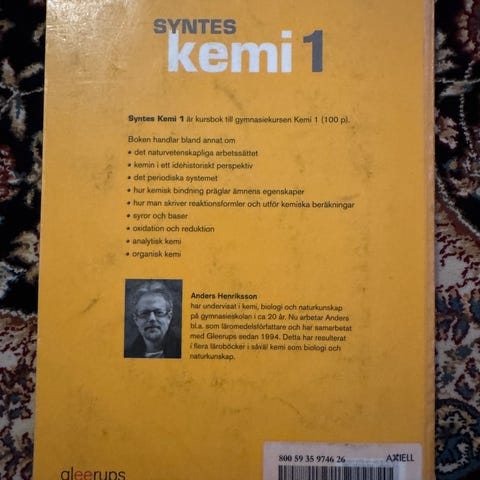 SYNTES
kemi 1
Syntes Kemi 1 är kursbok till gymnasiekursen Kemi 1 (100 p).
Boken handlar bland annat om
• det naturvetenskapliga arbetssättet
• kemin i ett idéhistoriskt perspektiv
• det periodiska systemet
• hur kemisk bindning präglar ämnens egenskaper
• hur man skriver reaktionsformler och utför kemiska beräkningar
• syror och baser
• oxidation och reduktion
• analytisk kemi
• organisk kemi
Anders Henriksson
har undervisat i kemi, biologi och naturkunskap
på gymnasieskolan i ca 20 år. Nu arbetar Anders
bl.a. som läromedelsförfattare och har samarbetat
med Gleerups sedan 1994. Detta har resulterat
i flera läroböcker i såväl kemi som biologi och
naturkunskap.
800 59 35 9746 26 AXIELL
gleerups